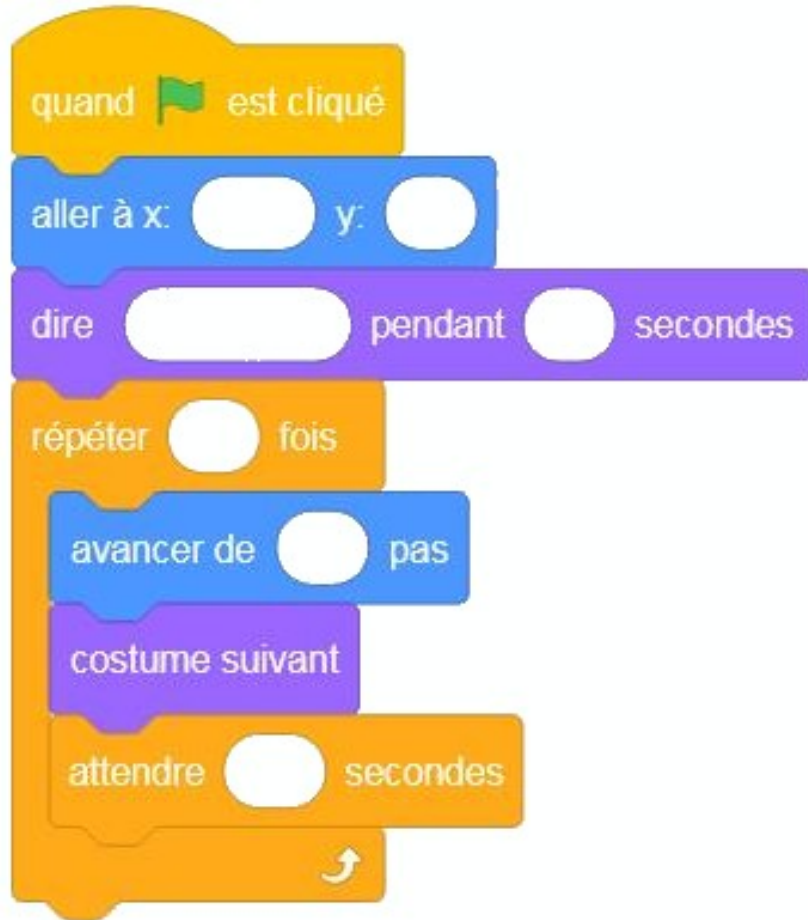 quand est cliqué
aller à x: y:
dire pendant secondes
répéter fois
avancer de pas
costume suivant
attendre secondes